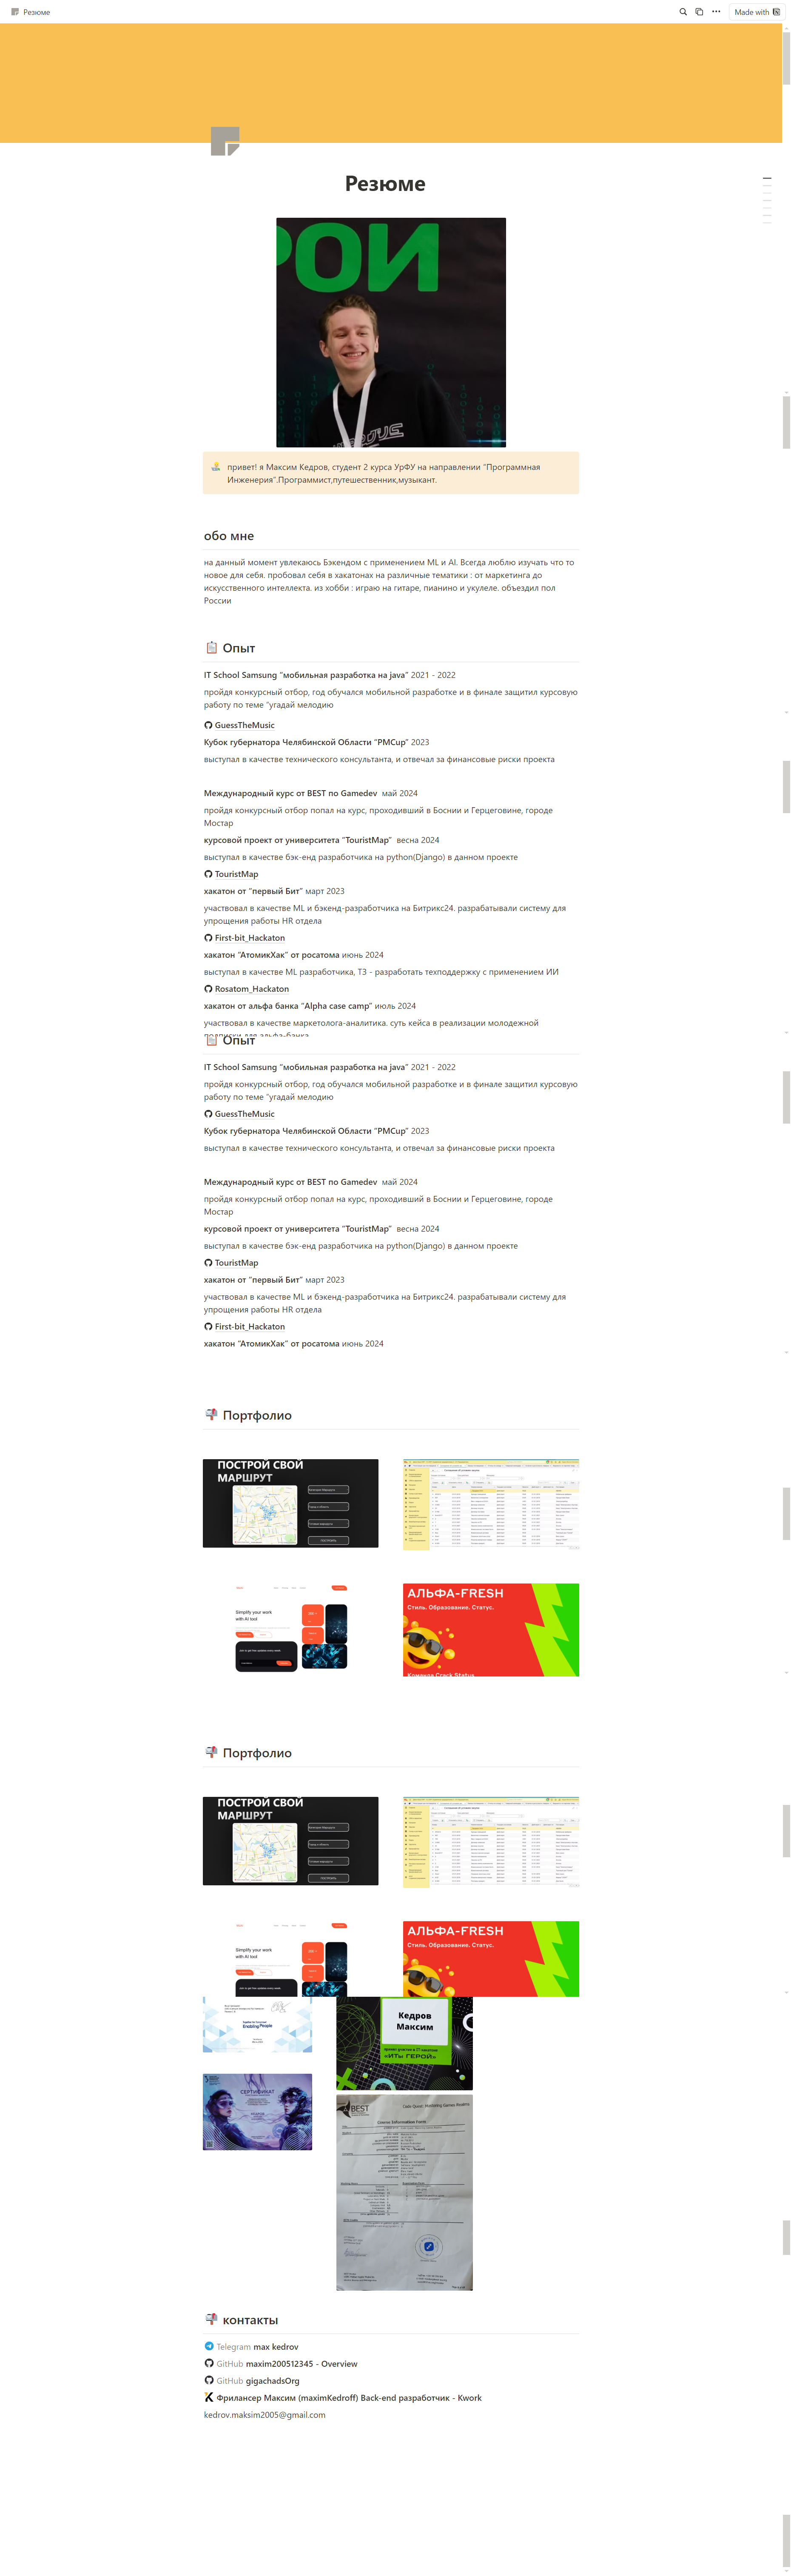 Резюме
Made with
Резюме
РОИ
привет! я Максим Кедров, студент 2 курса УрФУ на направлении "Программная
Инженерия".Программист,путешественник,музыкант.
обо мне
на данный момент увлекаюсь Бэкендом с применением ML и AI. Всегда люблю изучать что то
новое для себя. пробовал себя в хакатонах на различные тематики : от маркетинга до
искусственного интеллекта. из хобби : играю на гитаре, пианино и укулеле. объездил пол
России
Опыт
IT School Samsung "мобильная разработка на java" 2021 - 2022
пройдя конкурсный отбор, год обучался мобильной разработке и в финале защитил курсовую
работу по теме "угадай мелодию
GuessTheMusic
Кубок губернатора Челябинской Области "PMCup" 2023
выступал в качестве технического консультанта, и отвечал за финансовые риски проекта
Международный курс от BEST по Gamedev май 2024
пройдя конкурсный отбор попал на курс, проходивший в Боснии и Герцеговине, городе
Мостар
курсовой проект от университета "TouristMap" весна 2024
выступал в качестве бэк-енд разработчика на python(Django) в данном проекте
TouristMap
хакатон от "первый Бит" март 2023
участвовал в качестве ML и бэкенд-разработчика на Битрикс24. разрабатывали систему для
упрощения работы HR отдела
First-bit_Hackaton
хакатон "АтомикХак" от росатома июнь 2024
выступал в качестве ML разработчика, ТЗ - разработать техподдержку с применением ИИ
Rosatom_Hackaton
хакатон от альфа банка "Alpha case camp" июль 2024
участвовал в качестве маркетолога-аналитика. суть кейса в реализации молодежной
подписки для альфа-банка
Опыт
IT School Samsung "мобильная разработка на java" 2021 - 2022
пройдя конкурсный отбор, год обучался мобильной разработке и в финале защитил курсовую
работу по теме "угадай мелодию
GuessTheMusic
Кубок губернатора Челябинской Области "PMCup" 2023
выступал в качестве технического консультанта, и отвечал за финансовые риски проекта
Международный курс от BEST по Gamedev май 2024
пройдя конкурсный отбор попал на курс, проходивший в Боснии и Герцеговине, городе
Мостар
курсовой проект от университета "TouristMap" весна 2024
выступал в качестве бэк-енд разработчика на python(Django) в данном проекте
TouristMap
хакатон от "первый Бит" март 2023
участвовал в качестве ML и бэкенд-разработчика на Битрикс24. разрабатывали систему для
упрощения работы HR отдела
First-bit_Hackaton
хакатон "АтомикХак" от росатома июнь 2024
Портфолио
ПОСТРОЙ СВОЙ
МАРШРУТ
Simplify your work
with AI tool
АЛЬФА-FRESH
Стиль. Образование. Статус.
Команда Crock Status
Портфолио
ПОСТРОЙ СВОЙ
МАРШРУТ
Simplify your work
with AI tool
АЛЬФА-FRESH
Стиль. Образование. Статус.
Enabling People
Кедров
Максим
«ИТы ГЕРОЙ»
СЕРТИФИКАТ
BEST
контакты
Telegram max kedrov
GitHub maxim200512345 - Overview
GitHub gigachadsOrg
Фрилансер Максим (maximKedroff) Back-end разработчик - Kwork
kedrov.maksim2005@gmail.com